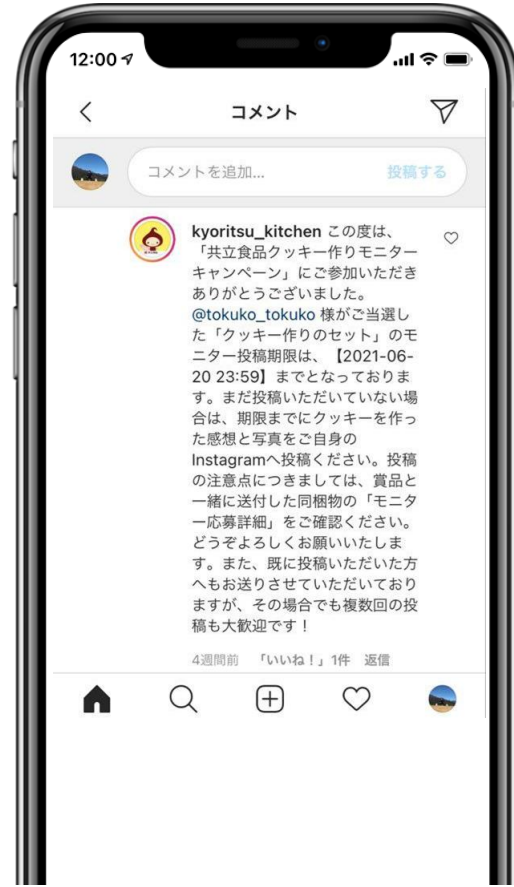 12:00
コメント
コメントを追加... 投稿する
kyoritsu_kitchen この度は、
「共立食品クッキー作りモニター
キャンペーン」にご参加いただき
ありがとうございました。
@tokuko_tokuko 様がご当選し
た「クッキー作りのセット」のモ
ニター投稿期限は、【2021-06-
20 23:59】までとなっておりま
す。まだ投稿いただいていない場
合は、期限までにクッキーを作っ
た感想と写真をご自身の
Instagramへ投稿ください。投稿
の注意点につきましては、賞品と
一緒に送付した同梱物の「モニタ
ー応募詳細」をご確認ください。
どうぞよろしくお願いいたしま
す。また、既に投稿いただいた方
へもお送りさせていただいており
ますが、その場合でも複数回の投
稿も大歓迎です！
4週間前 「いいね！」1件 返信